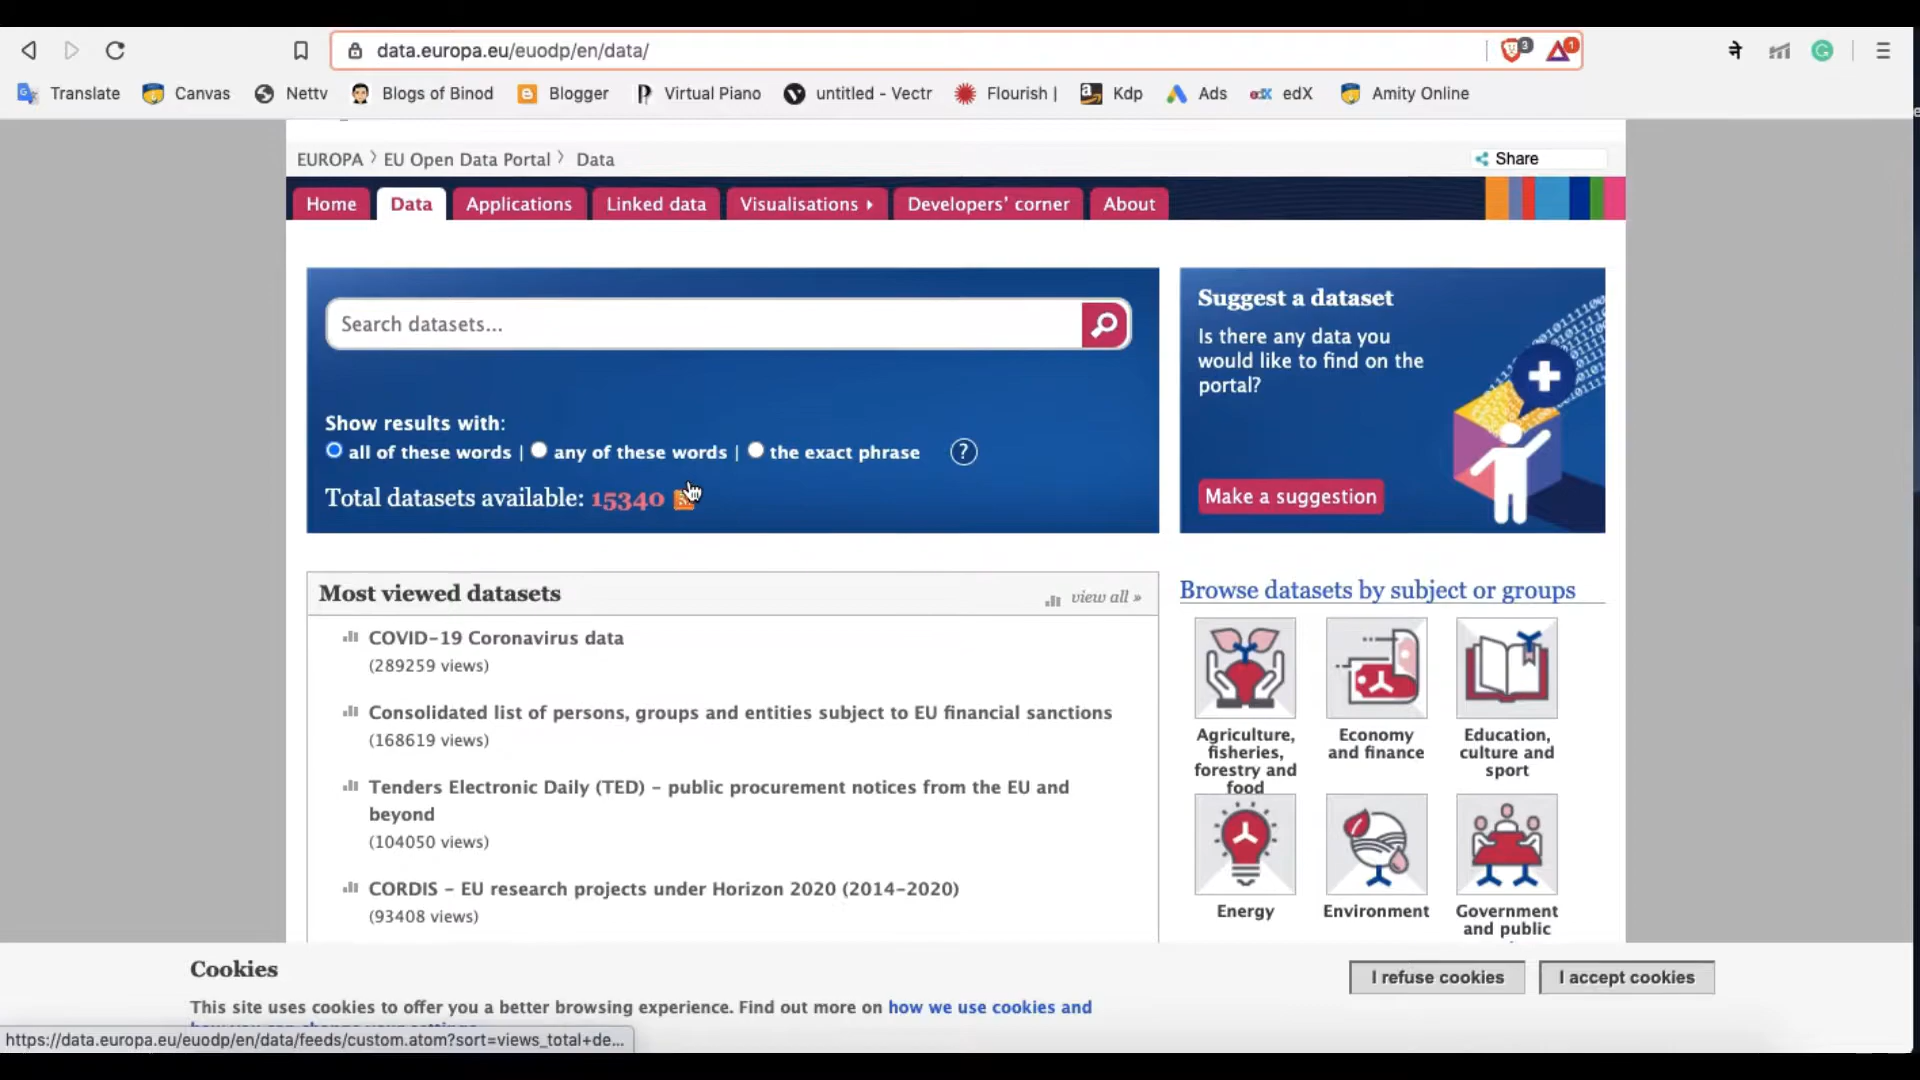 data.europa.eu/euodp/en/data/
3
1
ने
Translate
Canvas
Nettv
Blogs of Binod
Blogger
Virtual Piano
untitled - Vectr
Flourish |
Kdp
Ads
edX
Amity Online
EUROPA > EU Open Data Portal > Data
Share
Home
Data
Applications
Linked data
Visualisations
Developers' corner
About
Search datasets...
Show results with:
all of these words | any of these words | the exact phrase ?
Total datasets available: 15340
Suggest a dataset
Is there any data you
would like to find on the
portal?
Make a suggestion
Most viewed datasets
view all »
COVID-19 Coronavirus data
(289259 views)
Consolidated list of persons, groups and entities subject to EU financial sanctions
(168619 views)
Tenders Electronic Daily (TED) - public procurement notices from the EU and
beyond
(104050 views)
CORDIS - EU research projects under Horizon 2020 (2014-2020)
(93408 views)
Browse datasets by subject or groups
Agriculture,
fisheries,
forestry and
food
Economy
and finance
Education,
culture and
sport
Energy
Environment
Government
and public
Cookies
This site uses cookies to offer you a better browsing experience. Find out more on how we use cookies and
I refuse cookies
I accept cookies
https://data.europa.eu/euodp/en/data/feeds/custom.atom?sort=views_total+de...